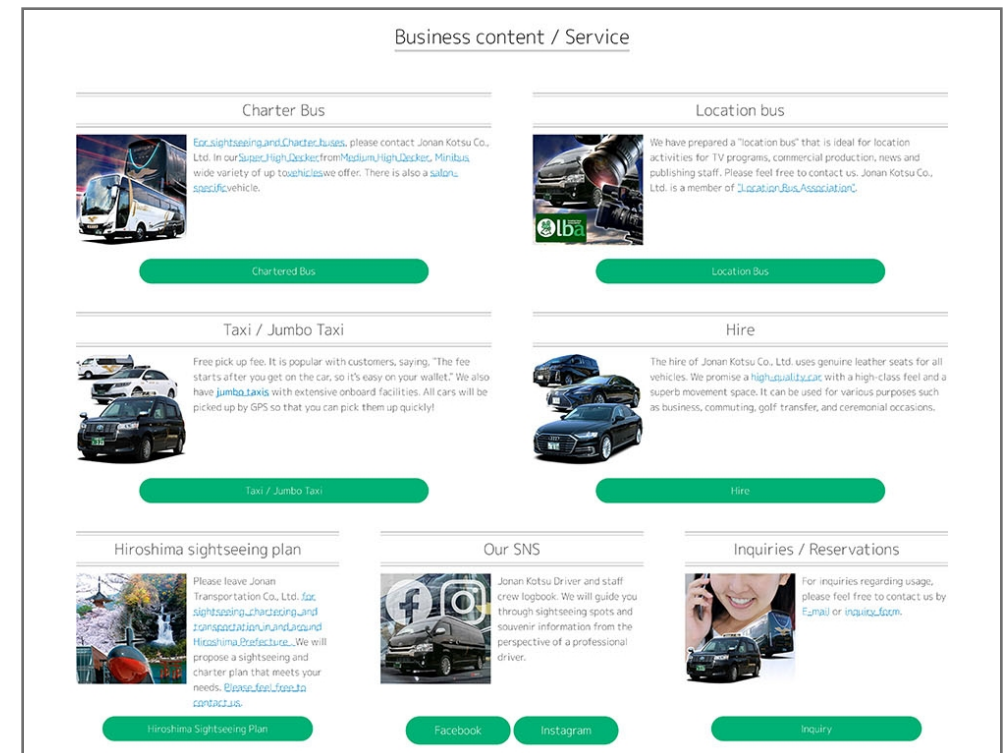 Business content / Service
Charter Bus
For sightseeing and Charter buses, please contact Jonan Kotsu Co.,
Ltd. In ourSuper High DeckerfromMedium High Decker, Minibus,
wide variety of up tovehicleswe offer. There is also a salon-
specificvehicle.
Chartered Bus
Location bus
We have prepared a "location bus" that is ideal for location
activities for TV programs, commercial production, news and
publishing staff. Please feel free to contact us. Jonan Kotsu Co.,
Ltd. is a member of "Location Bus Association".
lba
Location Bus
Taxi / Jumbo Taxi
Free pick up fee. It is popular with customers, saying, "The fee
starts after you get on the car, so it's easy on your wallet." We also
have jumbo taxis with extensive onboard facilities. All cars will be
picked up by GPS so that you can pick them up quickly!
Taxi / Jumbo Taxi
Hire
The hire of Jonan Kotsu Co., Ltd. uses genuine leather seats for all
vehicles. We promise a high-quality car with a high-class feel and a
superb movement space. It can be used for various purposes such
as business, commuting, golf transfer, and ceremonial occasions.
Hire
Hiroshima sightseeing plan
Please leave Jonan
Transportation Co., Ltd. for
sightseeing, chartering, and
transportation in and around
Hiroshima Prefecture . We will
propose a sightseeing and
charter plan that meets your
needs. Please feel free to
contact us.
Hiroshima Sightseeing Plan
Our SNS
Jonan Kotsu Driver and staff
crew logbook. We will guide you
through sightseeing spots and
souvenir information from the
perspective of a professional
driver.
Facebook
Instagram
Inquiries / Reservations
For inquiries regarding usage,
please feel free to contact us by
E-mail or inquiry form.
Inquiry